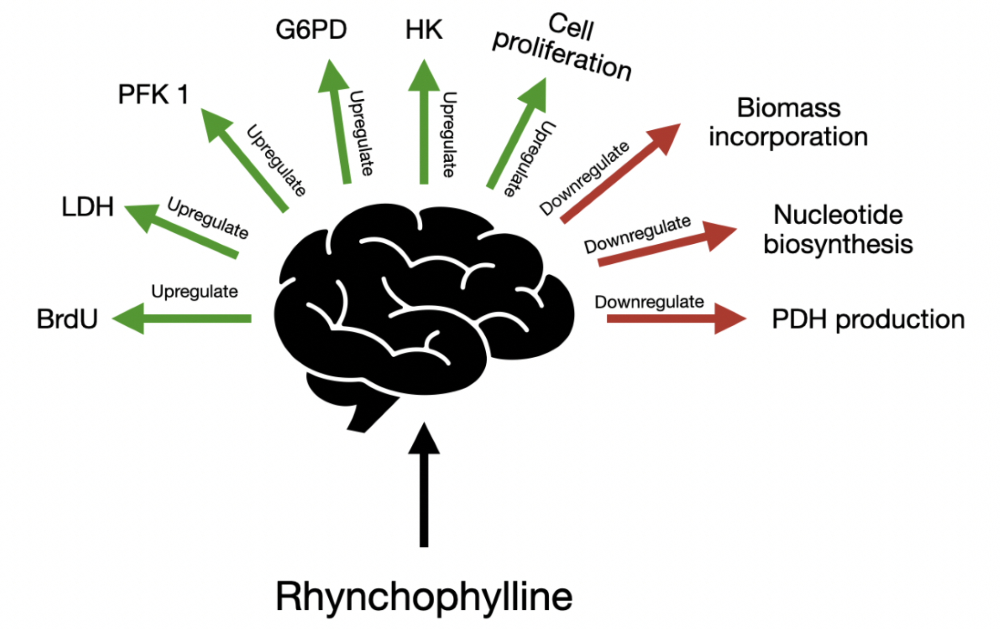 G6PD
HK
Cell
proliferation
PFK 1
Upregulate
Upregulate
Upregulate
Upregulate
Biomass
incorporation
Downregulate
LDH
Upregulate
Nucleotide
biosynthesis
Downregulate
BrdU
Upregulate
Downregulate
PDH production
Rhynchophylline